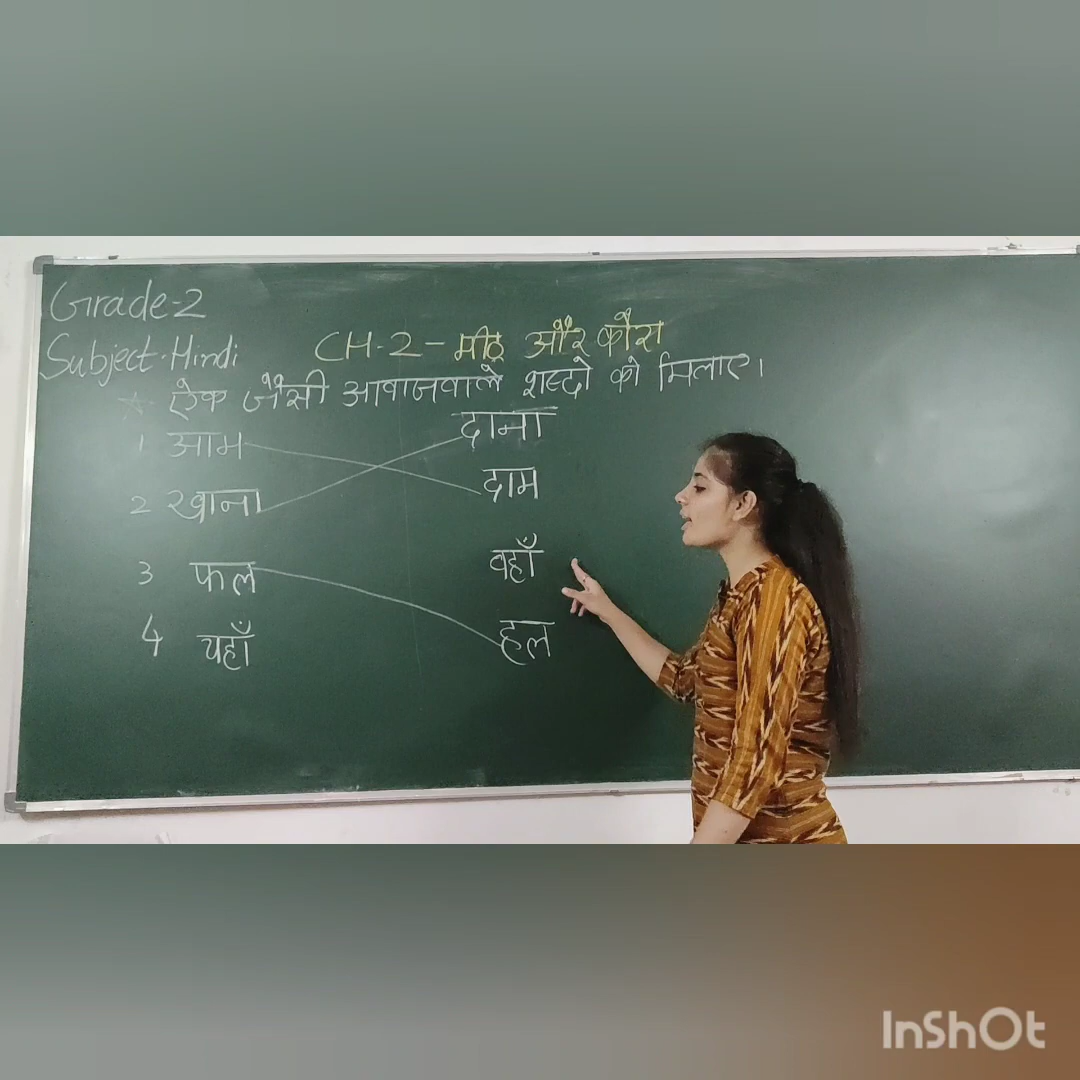 Grade-2
Subject-Hindi
CH-2-मीठू और कौरा
* ऐक जैसी आवाजवाले शब्दो को मिलाए।
1 आम दाना
2 खाना दाम
3 फल वहाँ
4 यहाँ हल
InShOt